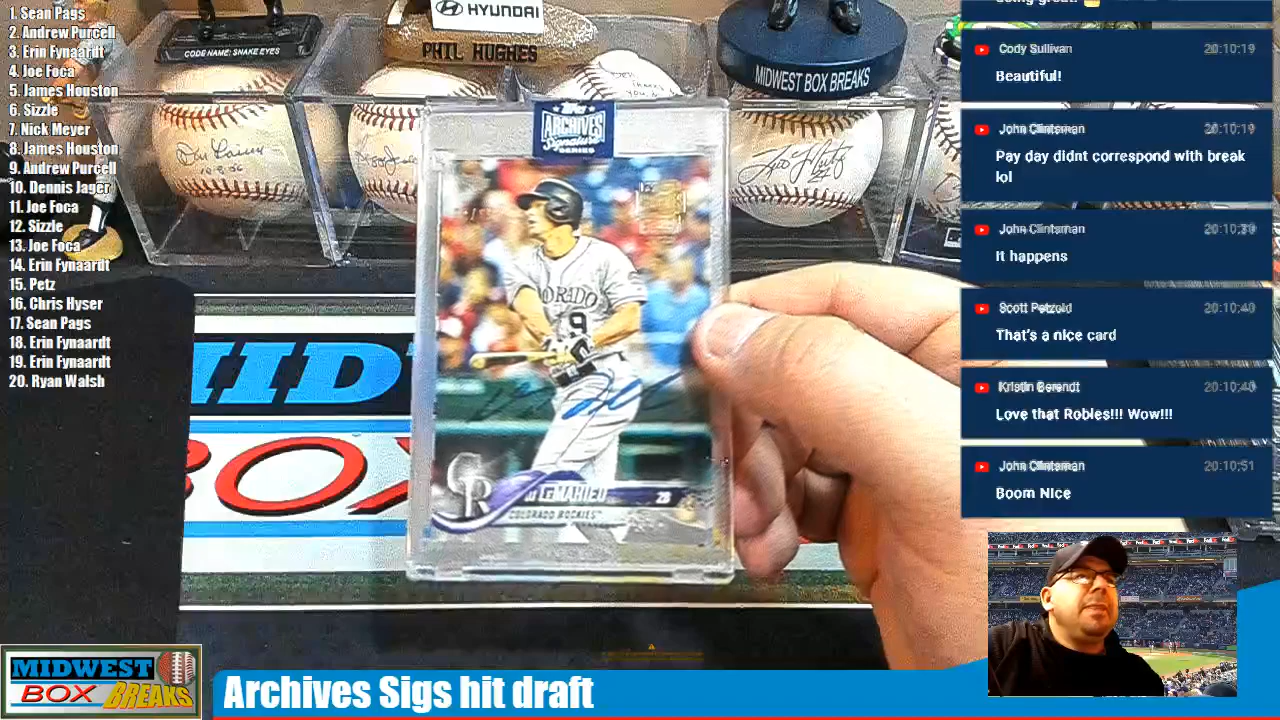 1. Sean Pags
2. Andrew Purcell
3. Erin Fynaardt
4. Joe Foca
5. James Houston
6. Sizzle
7. Nick Meyer
8. James Houston
9. Andrew Purcell
10. Dennis Jager
11. Joe Foca
12. Sizzle
13. Joe Foca
14. Erin Fynaardt
15. Petz
16. Chris Hyser
17. Sean Pags
18. Erin Fynaardt
19. Erin Fynaardt
20. Ryan Walsh
CODE NAME: SNAKE EYES
HYUNDAI
PHIL HUGHES
MIDWEST BOX BREAKS
Topps
ARCHIVES
Signature
SERIES
ORADO
9
CR
LEMAHIEU
2B
COLORADO ROCKIES
MID
BOX
Cody Sullivan 20:10:19
Beautiful!
John Clintsman 20:10:19
Pay day didnt correspond with break
lol
John Clintsman
It happens
Scott Petzold 20:10:40
That's a nice card
Kristin Berendt 20:10:40
Love that Robles!!! Wow!!!
John Clintsman 20:10:51
Boom Nice
MIDWEST
BOX
BREAKS
Archives Sigs hit draft